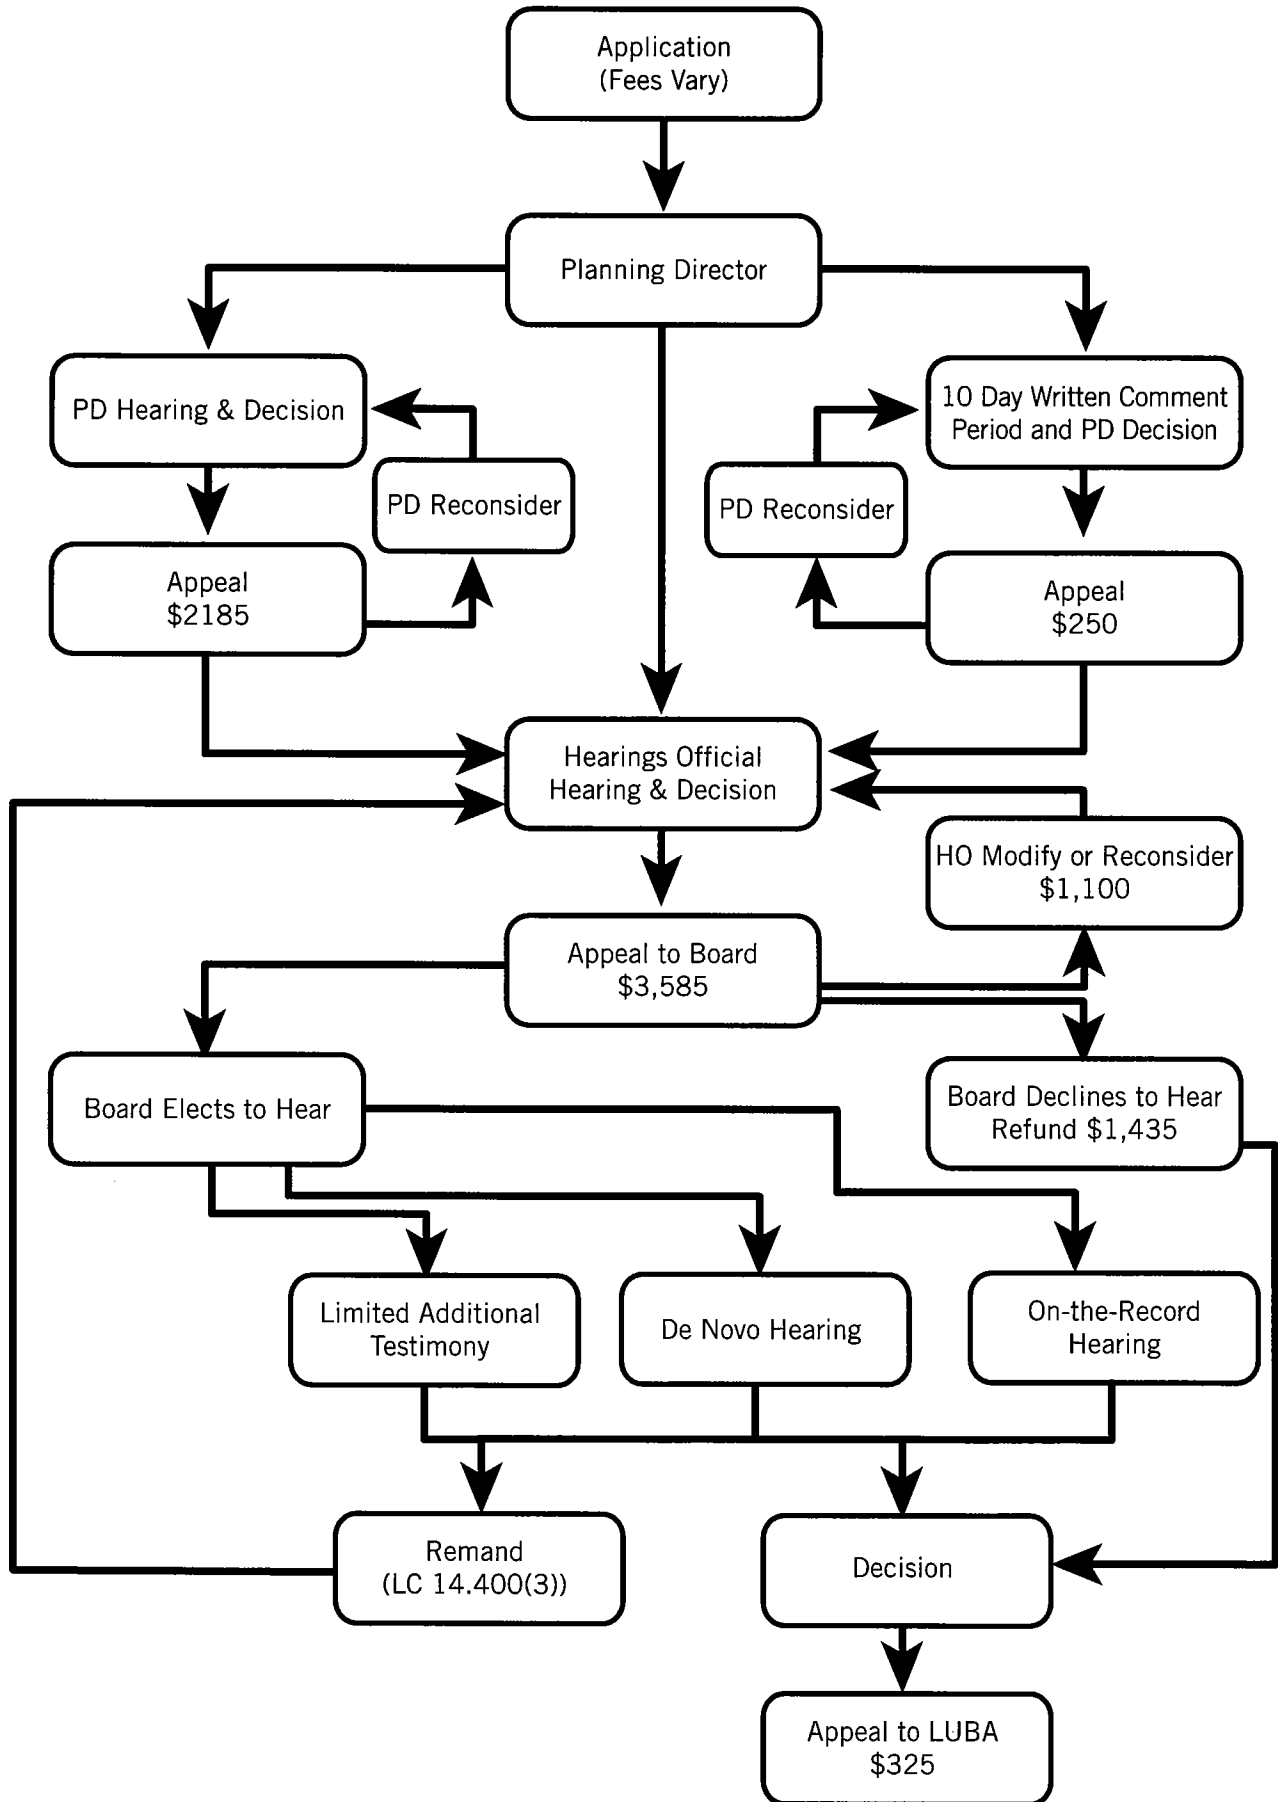 Application
(Fees Vary)
Planning Director
PD Hearing & Decision
10 Day Written Comment
Period and PD Decision
PD Reconsider
PD Reconsider
Appeal
$2185
Appeal
$250
Hearings Official
Hearing & Decision
HO Modify or Reconsider
$1,100
Appeal to Board
$3,585
Board Elects to Hear
Board Declines to Hear
Refund $1,435
Limited Additional
Testimony
De Novo Hearing
On-the-Record
Hearing
Remand
(LC 14.400(3))
Decision
Appeal to LUBA
$325